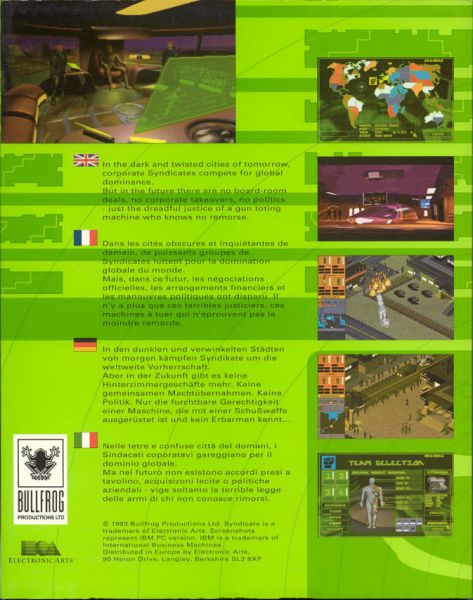 In the dark and twisted cities of tomorrow,
corporate Syndicates compete for global
dominance.
But in the future there are no board-room
deals, no corporate takeovers, no politics
- just the dreadful justice of a gun toting
machine who knows no remorse.
Dans les cités obscures et inquiétantes de
demain, de puissants groupes de
Syndicates luttent pour la domination
globale du monde.
Mais, dans ce futur, les négociations
officielles, les arrangements financiers et
les manouvres politiques ont disparu. Il
n'y a plus que ces terribles justiciers, ces
machines à tuer qui n'éprouvent pas le
moindre remords.
In den dunklen und verwinkelten Städten
von morgen kämpfen Syndikate um die
weltweite Vorherrschaft.
Aber in der Zukunft gibt es keine
Hinterzimmergeschäfte mehr. Keine
gemeinsamen Machtübernahmen. Keine
Politik. Nur die furchtbare Gerechtigkeit
einer Maschine, die mit einer Schußwaffe
ausgerüstet ist und kein Erbarmen kennt...
Nelle tetre e confuse città del domani, i
Sindacati coporatavi gareggiano per il
dominio globale.
Ma nel futuro non esistono accordi presi a
tavolino, acquisizoni lecite o politiche
aziendali - vige soltanto la terribile legge
delle armi di chi non conosce rimorsi.
TEAM SELECTION
BULLFROG
PRODUCTIONS LTD
ELECTRONIC ARTS
© 1993 Bullfrog Productions Ltd. Syndicate is a
trademark of Electronic Arts. Screenshots
represent IBM PC version. IBM is a trademark of
International Business Machines.
Distributed in Europe by Electronic Arts,
90 Heron Drive, Langley, Berkshire SL3 8XP